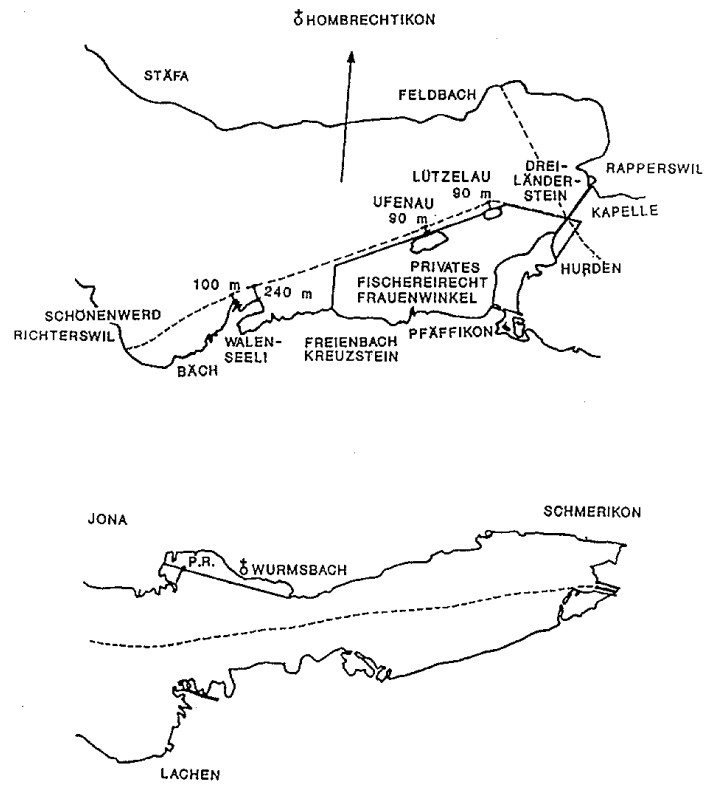 HOMBRECHTIKON
STÄFA
FELDBACH
DREI-
LÄNDER-
STEIN
RAPPERSWIL
LÜTZELAU
90 m
KAPELLE
UFENAU
90 m
HURDEN
PRIVATES
FISCHEREIRECHT
FRAUENWINKEL
100 m
240 m
SCHÖNENWERD
RICHTERSWIL
WALEN-
SEELI
BÄCH
FREIENBACH
KREUZSTEIN
PFÄFFIKON
JONA
SCHMERIKON
P.R.
WURMSBACH
LACHEN